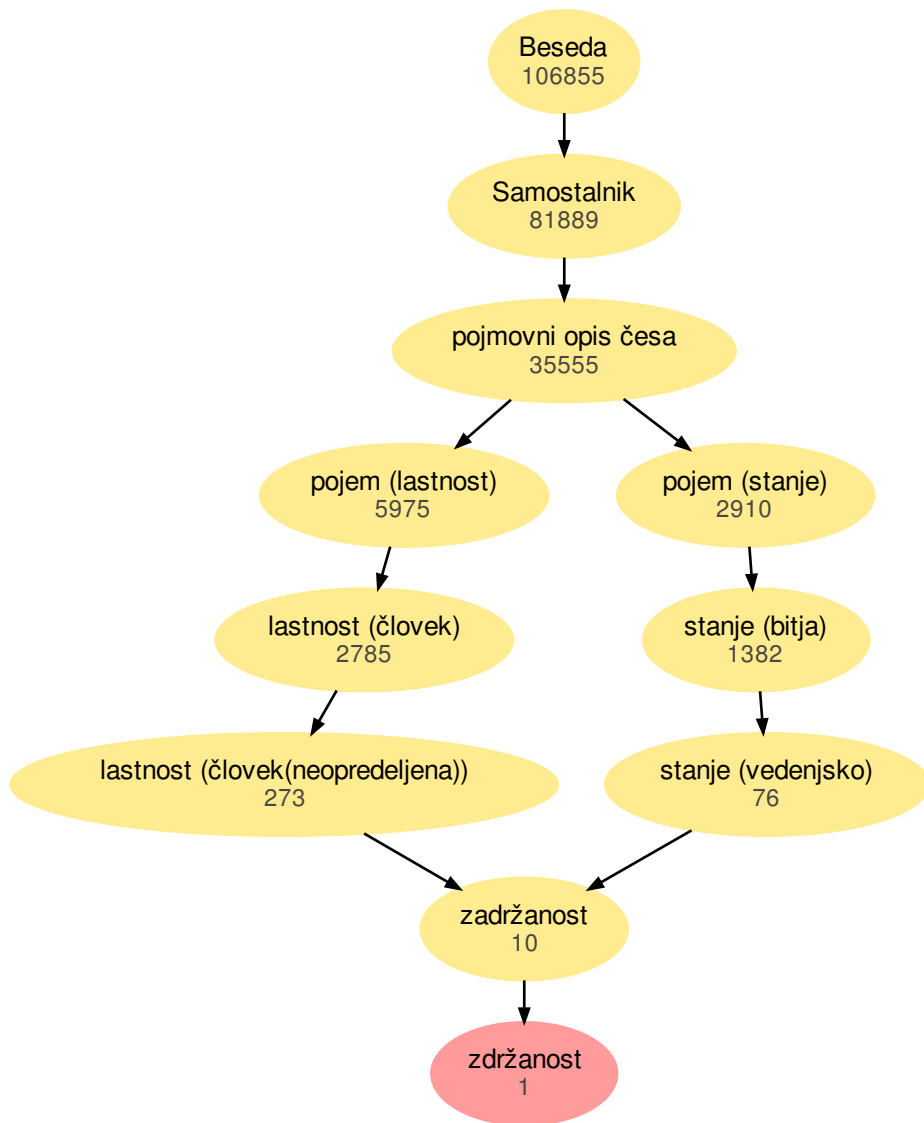 Beseda
106855
Samostalnik
81889
pojmovni opis česa
35555
pojem (lastnost)
5975
pojem (stanje)
2910
lastnost (človek)
2785
stanje (bitja)
1382
lastnost (človek(neopredeljena))
273
stanje (vedenjsko)
76
zadržanost
10
zdržanost
1